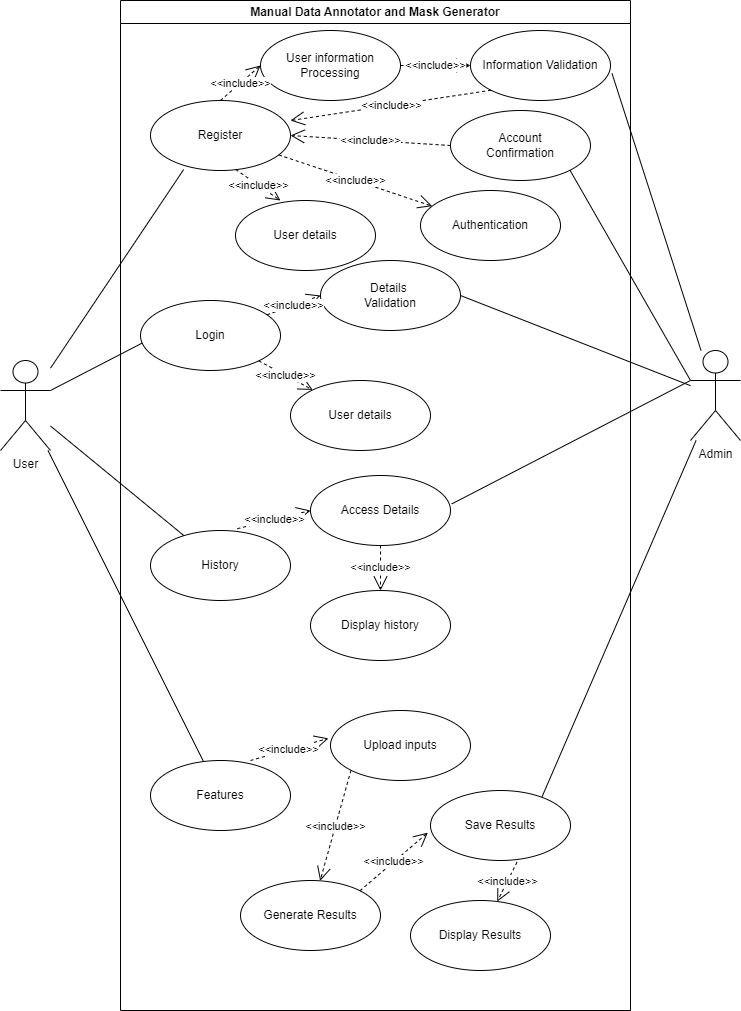 Manual Data Annotator and Mask Generator
User information
Processing
<<include>>
Information Validation
<<include>>
<<include>>
Register
<<include>>
Account
Confirmation
<<include>>
<<include>>
User details
Authentication
Details
Validation
<<include>>
Login
<<include>>
User details
User
Admin
Access Details
<<include>>
History
<<include>>
Display history
Upload inputs
<<include>>
Features
<<include>>
Save Results
<<include>>
<<include>>
Generate Results
Display Results